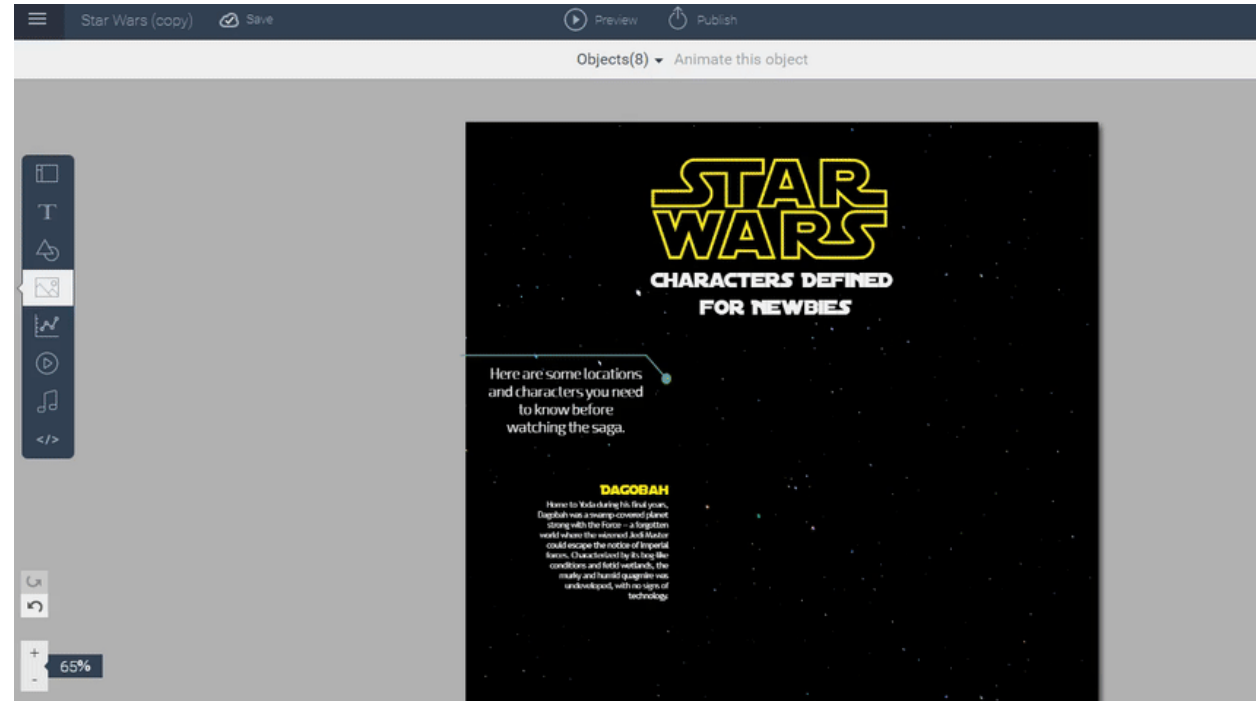 Star Wars (copy) Save Preview Publish
Objects(8) Animate this object
STAR
WARS
CHARACTERS DEFINED
FOR NEWBIES
Here are some locations
and characters you need
to know before
watching the saga.
DAGOBAH
Home to Yoda during his final years,
Dagobah was a swamp-covered planet
strong with the Force – a forgotten
world where the wizened Jedi Master
could escape the notice of Imperial
forces. Characterized by its bog-like
conditions and fetid wetlands, the
murky and humid quagmire was
undeveloped, with no signs of
technology.
T
</>
+
65%
-